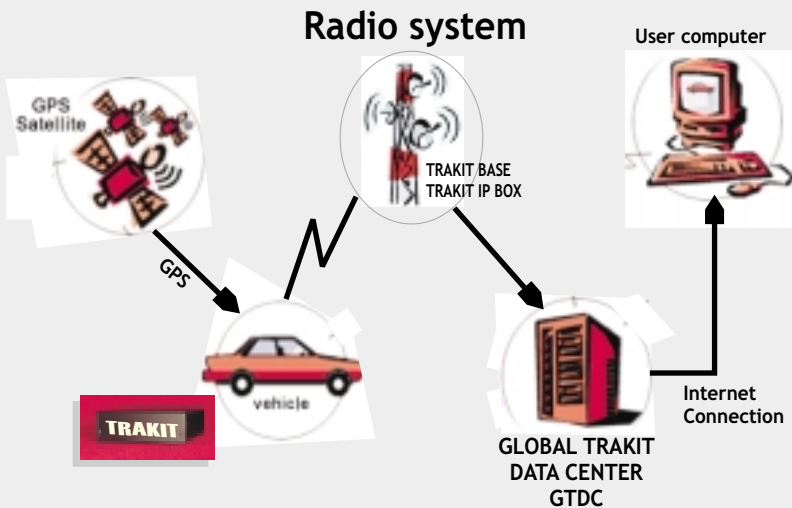 Radio system
User computer
GPS
Satellite
TRAKIT BASE
TRAKIT IP BOX
GPS
vehicle
TRAKIT
Internet
Connection
GLOBAL TRAKIT
DATA CENTER
GTDC